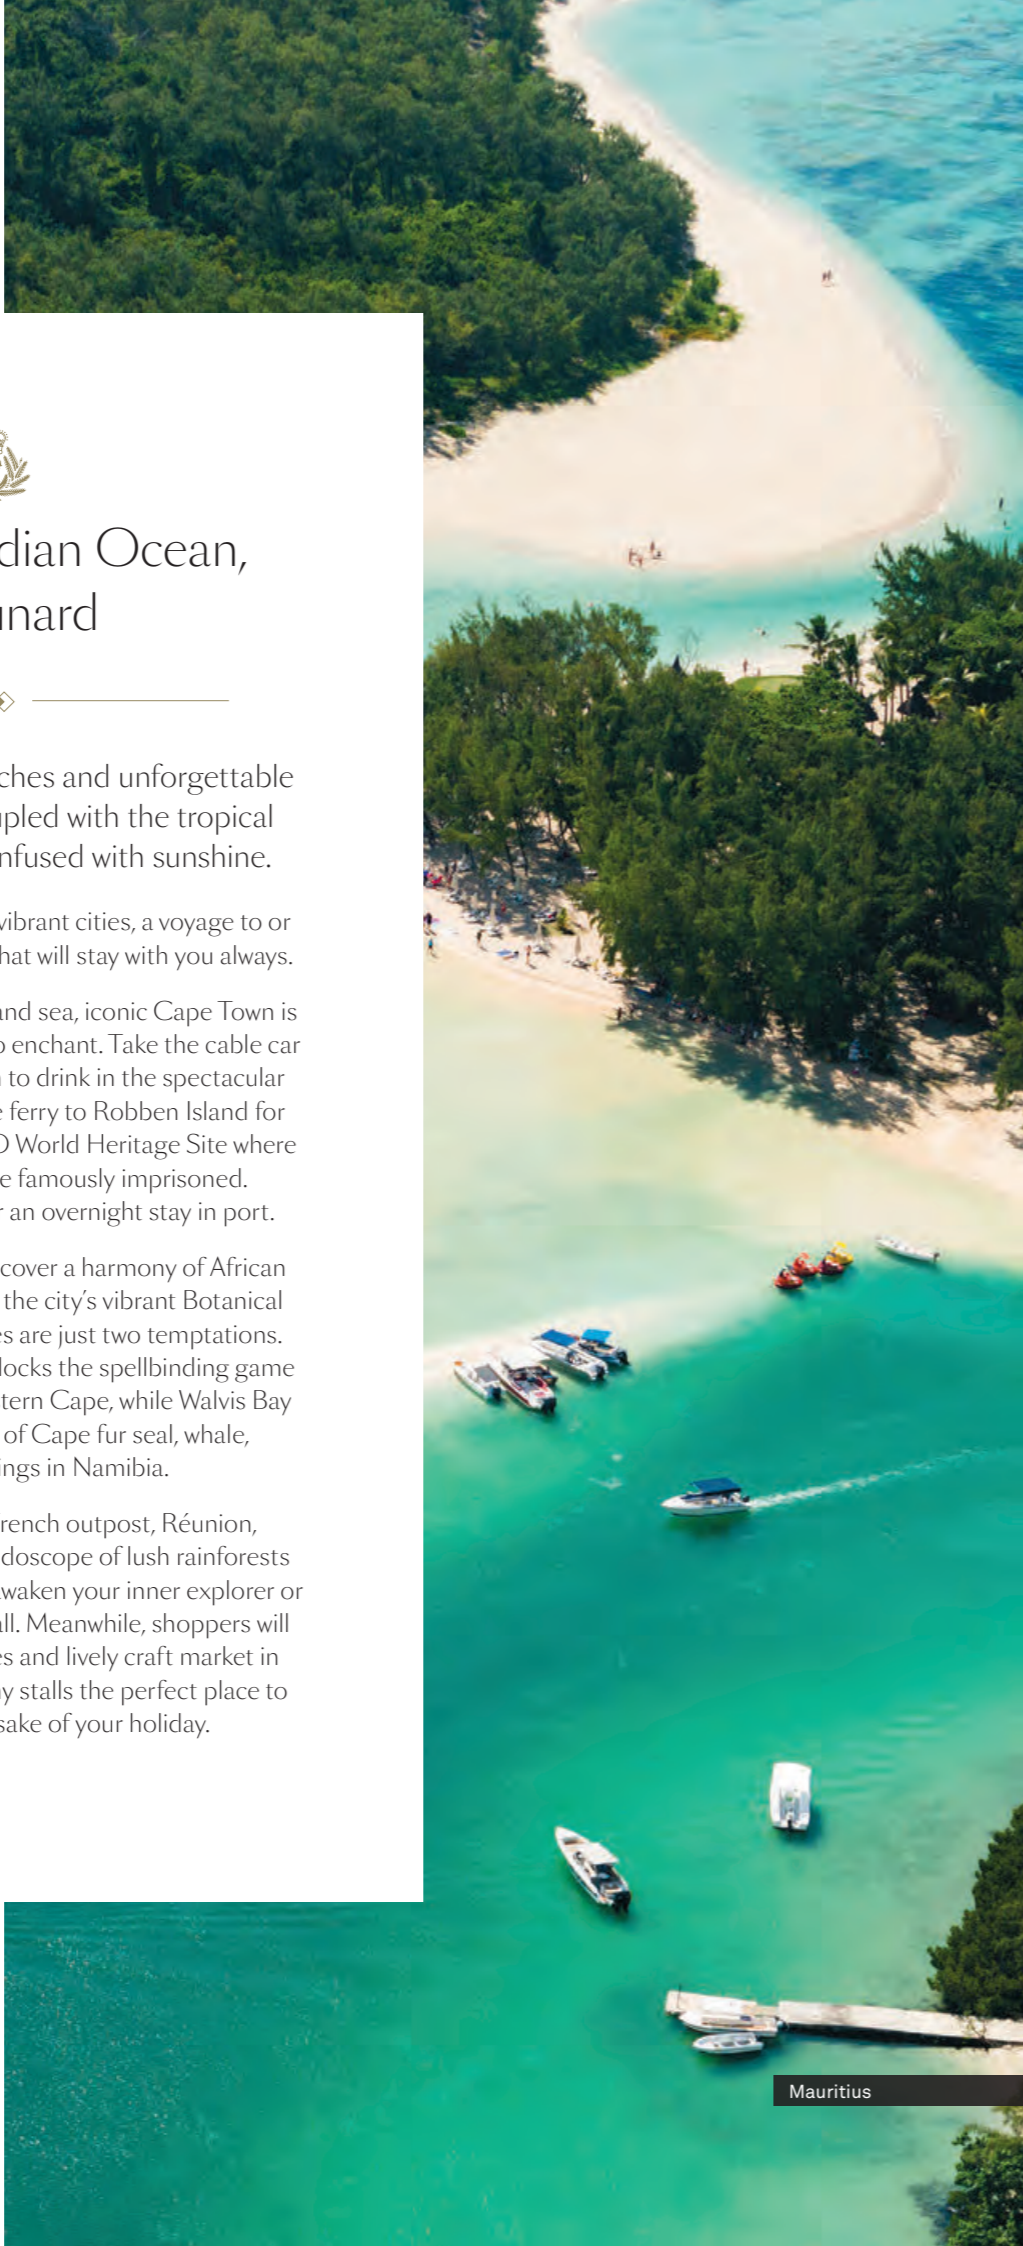 dian Ocean,
unard
ches and unforgettable
upled with the tropical
nfused with sunshine.
vibrant cities, a voyage to or
hat will stay with you always.
and sea, iconic Cape Town is
o enchant. Take the cable car
to drink in the spectacular
e ferry to Robben Island for
O World Heritage Site where
e famously imprisoned.
r an overnight stay in port.
cover a harmony of African
the city's vibrant Botanical
es are just two temptations.
locks the spellbinding game
tern Cape, while Walvis Bay
of Cape fur seal, whale,
ings in Namibia.
rench outpost, Réunion,
doscope of lush rainforests
waken your inner explorer or
all. Meanwhile, shoppers will
es and lively craft market in
y stalls the perfect place to
sake of your holiday.
Mauritius